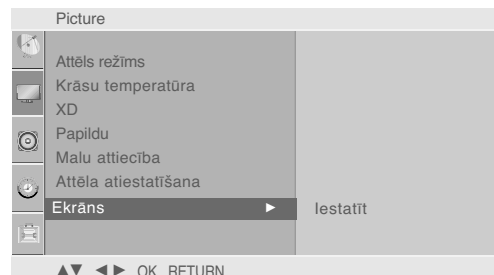 Picture
Attēls režīms
Krāsu temperatūra
XD
Papildu
Malu attiecība
Attēla atiestatīšana
Ekrāns ► Iestatīt
▲▼ ◄► OK RETURN